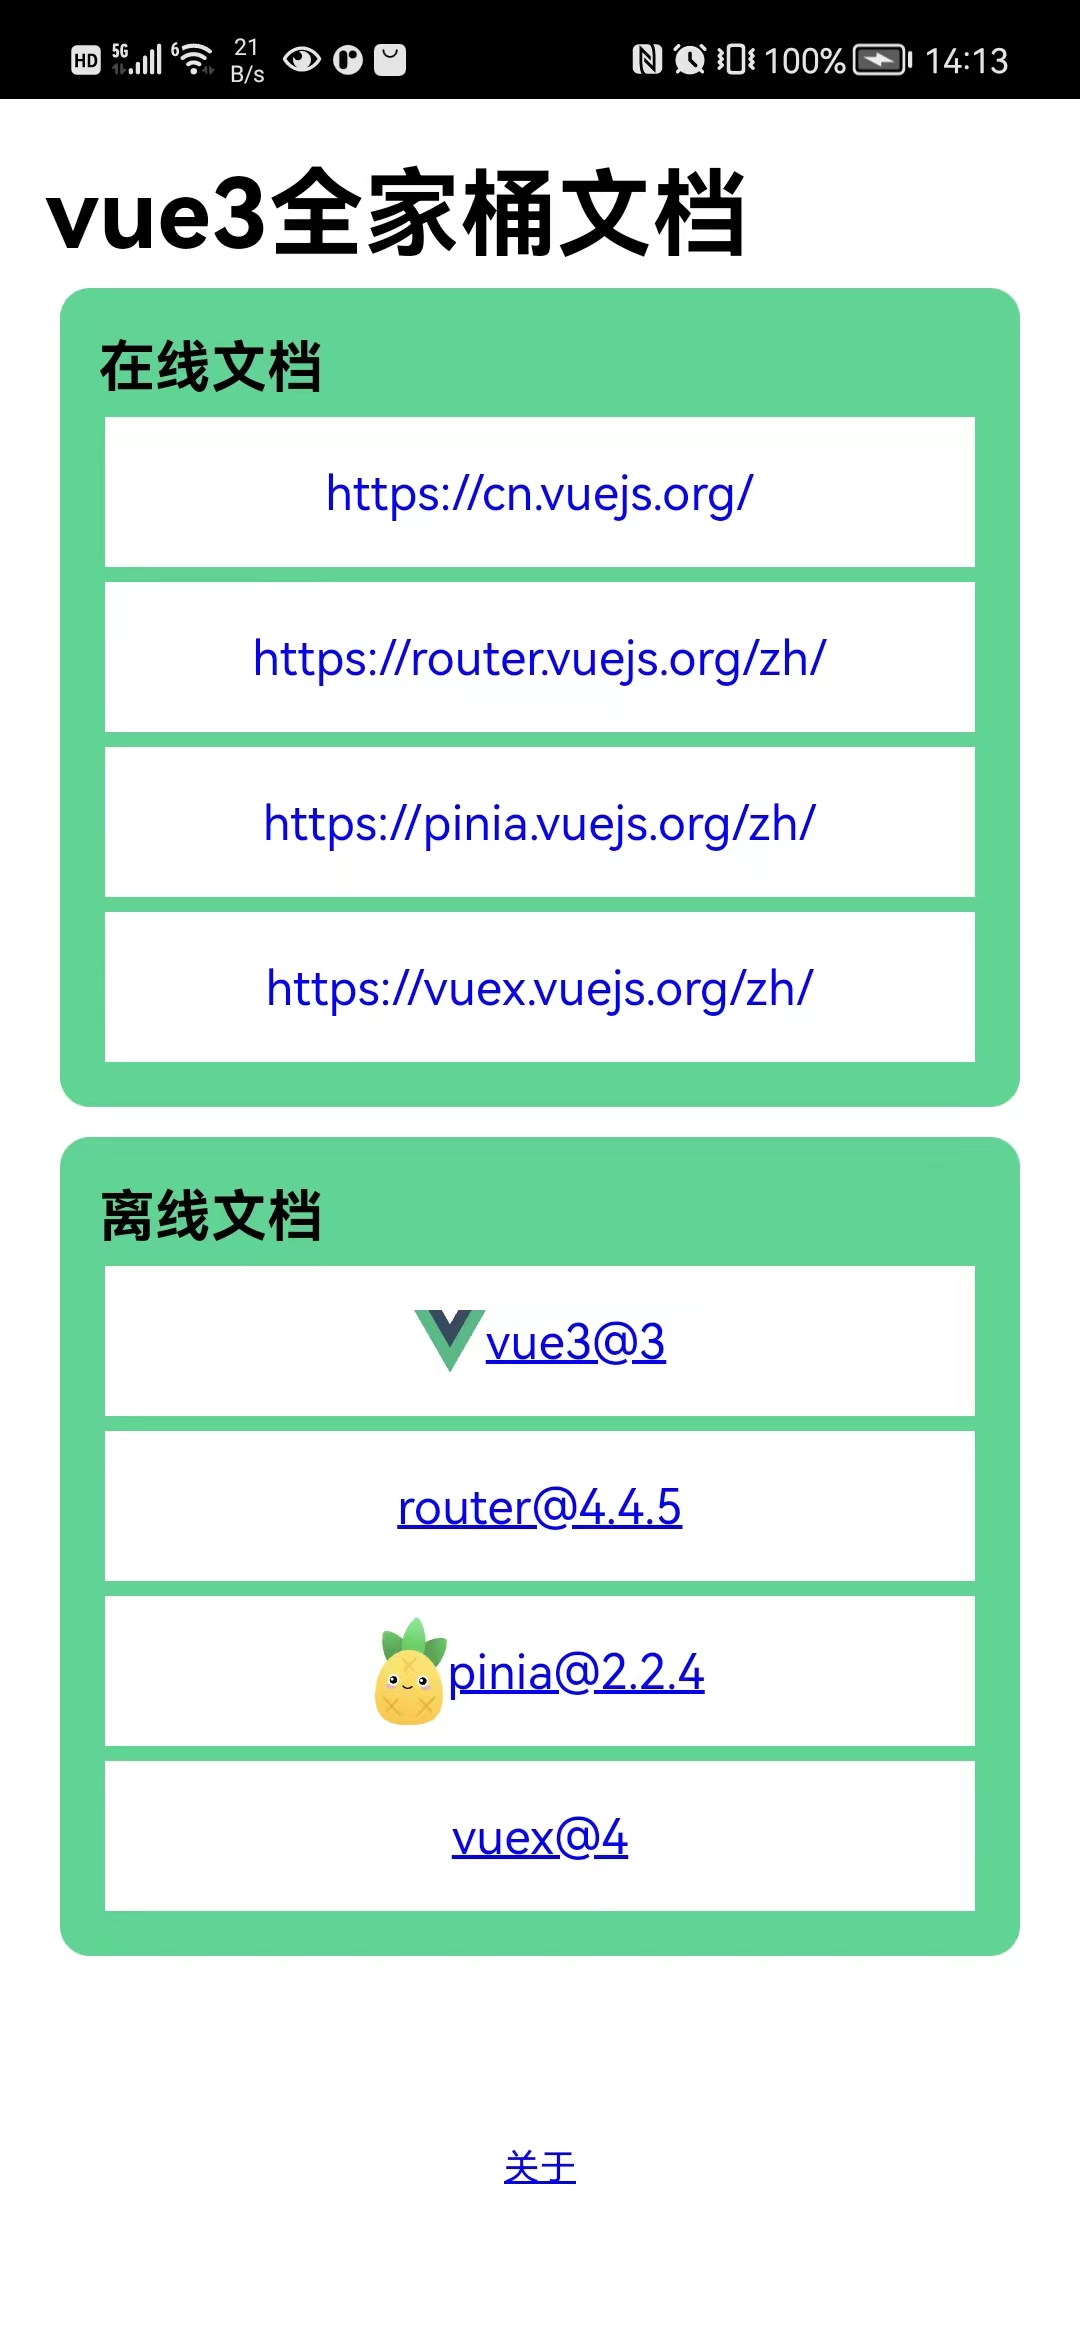 HD 5G 6 21 B/s 100% 14:13
vue3全家桶文档
在线文档
https://cn.vuejs.org/
https://router.vuejs.org/zh/
https://pinia.vuejs.org/zh/
https://vuex.vuejs.org/zh/
离线文档
vue3@3
router@4.4.5
pinia@2.2.4
vuex@4
关于